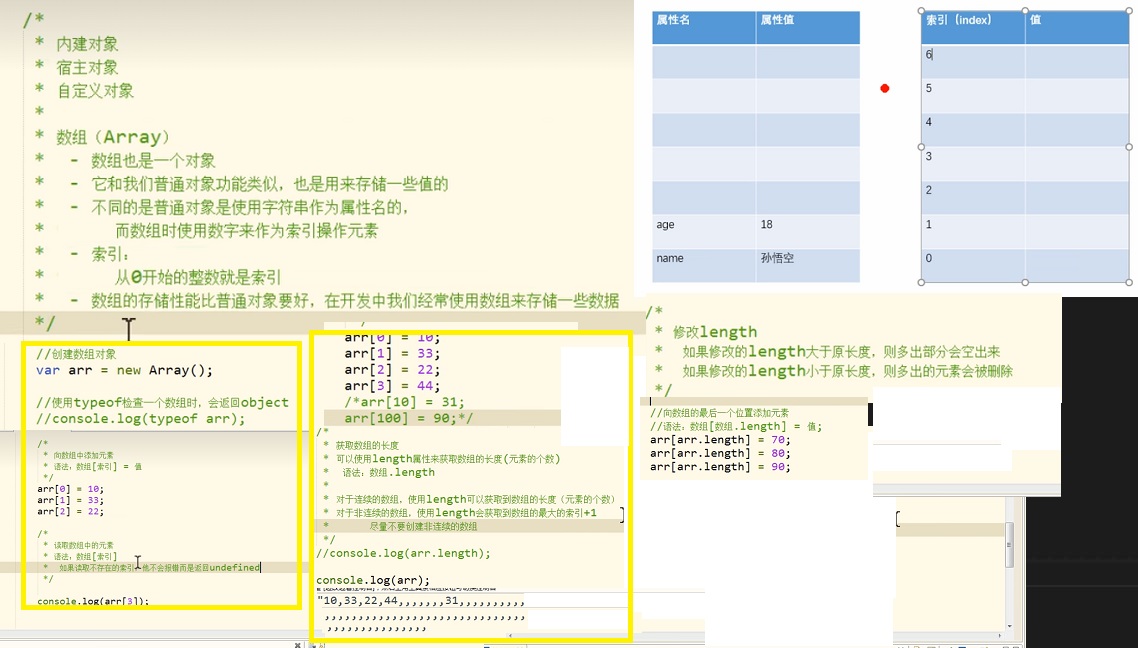 /*
* 内建对象
* 宿主对象
* 自定义对象
*
* 数组（Array）
* - 数组也是一个对象
* - 它和我们普通对象功能类似，也是用来存储一些值的
* - 不同的是普通对象是使用字符串作为属性名的，
* 而数组时使用数字来作为索引操作元素
* - 索引：
* 从0开始的整数就是索引
* - 数组的存储性能比普通对象要好，在开发中我们经常使用数组来存储一些数据
*/
属性名 属性值
age 18
name 孙悟空
索引（index） 值
6
5
4
3
2
1
0
//创建数组对象
var arr = new Array();
//使用typeof检查一个数组时，会返回object
//console.log(typeof arr);
/*
* 向数组中添加元素
* 语法：数组[索引] = 值
*/
arr[0] = 10;
arr[1] = 33;
arr[2] = 22;
/*
* 读取数组中的元素
* 语法：数组[索引]
* 如果读取不存在的索引，他不会报错而是返回undefined
*/
console.log(arr[3]);
arr[0] = 10;
arr[1] = 33;
arr[2] = 22;
arr[3] = 44;
/*arr[10] = 31;
arr[100] = 90;*/
/*
* 获取数组的长度
* 可以使用length属性来获取数组的长度(元素的个数)
* 语法：数组.length
*
* 对于连续的数组，使用length可以获取到数组的长度（元素的个数）
* 对于非连续的数组，使用length会获取到数组的最大的索引+1
* 尽量不要创建非连续的数组
*/
//console.log(arr.length);
console.log(arr);
"10,33,22,44,,,,,,,31,,,,,,,,,,
,,,,,,,,,,,,,,,,,,,,,,,,,,,,
,,,,,,,,,,,,,,
/*
* 修改length
* 如果修改的length大于原长度，则多出部分会空出来
* 如果修改的length小于原长度，则多出的元素会被删除
*/
//向数组的最后一个位置添加元素
//语法：数组[数组.length] = 值;
arr[arr.length] = 70;
arr[arr.length] = 80;
arr[arr.length] = 90;